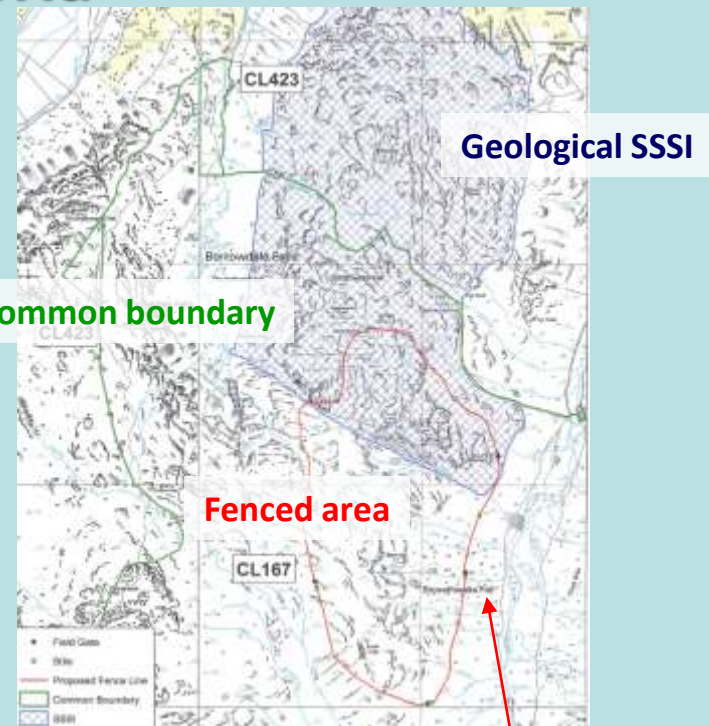 CL423
Geological SSSI
Borrowdale Fells
ommon boundary
CL423
Fenced area
CL167
Field Gate
Stile
Proposed Fence Line
Common Boundary
SSSI